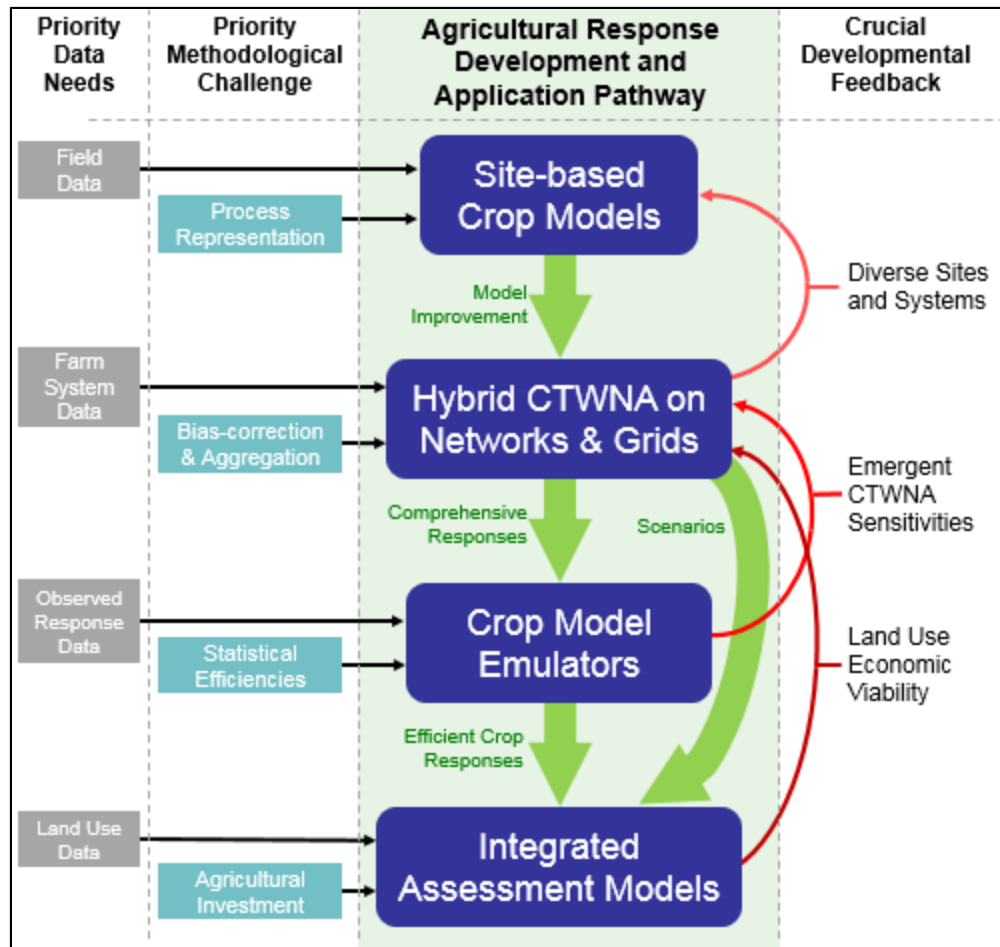 Priority
Data
Needs
Priority
Methodological
Challenge
Agricultural Response
Development and
Application Pathway
Crucial
Developmental
Feedback
Field
Data
Process
Representation
Site-based
Crop Models
Model
Improvement
Diverse Sites
and Systems
Farm
System
Data
Bias-correction
& Aggregation
Hybrid CTWNA on
Networks & Grids
Comprehensive
Responses
Scenarios
Emergent
CTWNA
Sensitivities
Observed
Response
Data
Statistical
Efficiencies
Crop Model
Emulators
Land Use
Economic
Viability
Efficient Crop
Responses
Land Use
Data
Agricultural
Investment
Integrated
Assessment Models